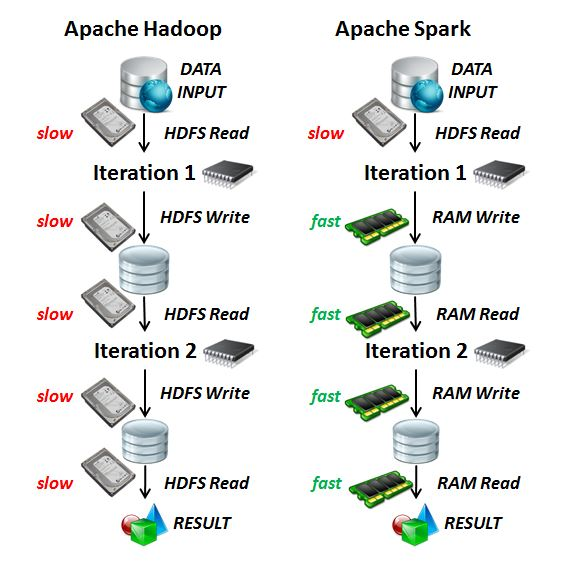 Apache Hadoop
DATA
INPUT
slow
HDFS Read
Iteration 1
HDFS Write
slow
slow
HDFS Read
Iteration 2
HDFS Write
slow
slow
HDFS Read
RESULT
Apache Spark
DATA
INPUT
slow
HDFS Read
Iteration 1
RAM Write
fast
fast
RAM Read
Iteration 2
RAM Write
fast
fast
RAM Read
RESULT